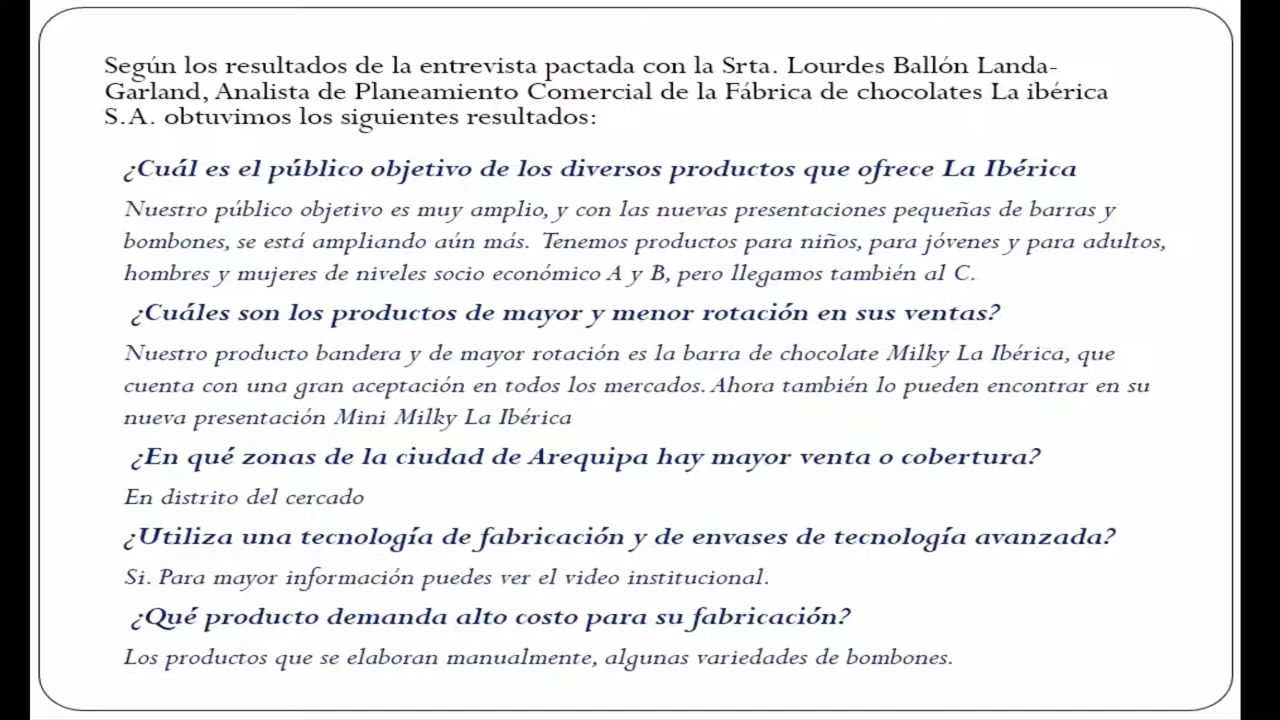 Según los resultados de la entrevista pactada con la Srta. Lourdes Ballón Landa-
Garland, Analista de Planeamiento Comercial de la Fábrica de chocolates La ibérica
S.A. obtuvimos los siguientes resultados:
¿Cuál es el público objetivo de los diversos productos que ofrece La Ibérica
Nuestro público objetivo es muy amplio, y con las nuevas presentaciones pequeñas de barras y
bombones, se está ampliando aún más. Tenemos productos para niños, para jóvenes y para adultos,
hombres y mujeres de niveles socio económico A y B, pero llegamos también al C.
¿Cuáles son los productos de mayor y menor rotación en sus ventas?
Nuestro producto bandera y de mayor rotación es la barra de chocolate Milky La Ibérica, que
cuenta con una gran aceptación en todos los mercados. Ahora también lo pueden encontrar en su
nueva presentación Mini Milky La Ibérica
¿En qué zonas de la ciudad de Arequipa hay mayor venta o cobertura?
En distrito del cercado
¿Utiliza una tecnología de fabricación y de envases de tecnología avanzada?
Si. Para mayor información puedes ver el video institucional.
¿Qué producto demanda alto costo para su fabricación?
Los productos que se elaboran manualmente, algunas variedades de bombones.